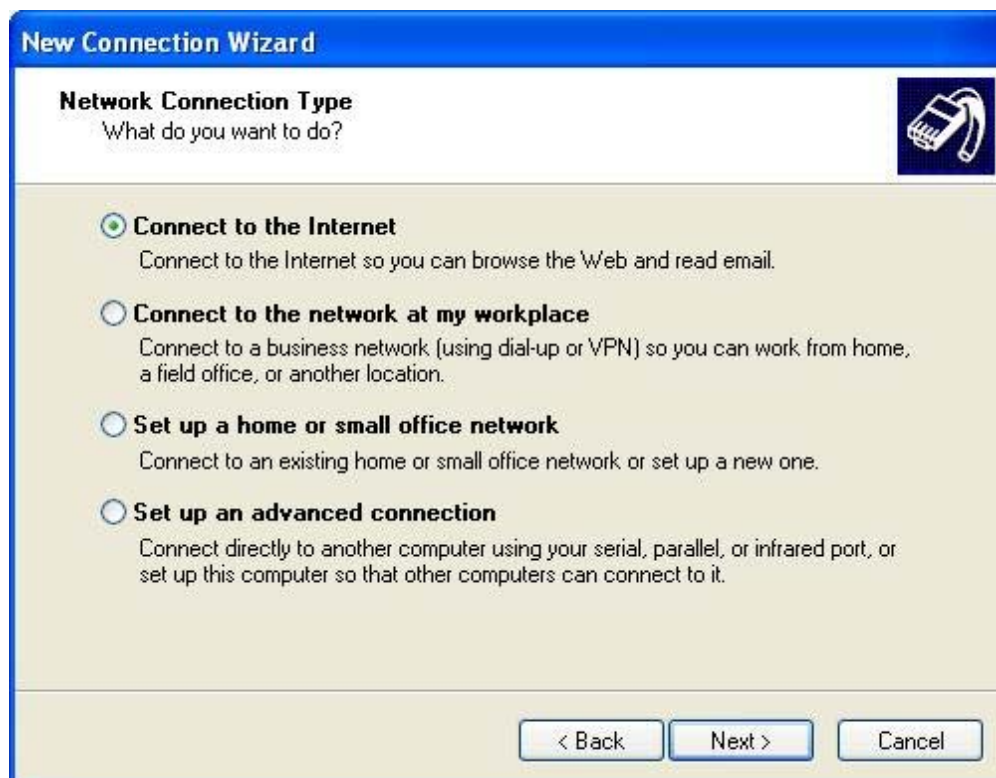 New Connection Wizard
Network Connection Type
What do you want to do?
Connect to the Internet
Connect to the Internet so you can browse the Web and read email.
Connect to the network at my workplace
Connect to a business network (using dial-up or VPN) so you can work from home,
a field office, or another location.
Set up a home or small office network
Connect to an existing home or small office network or set up a new one.
Set up an advanced connection
Connect directly to another computer using your serial, parallel, or infrared port, or
set up this computer so that other computers can connect to it.
< Back Next > Cancel